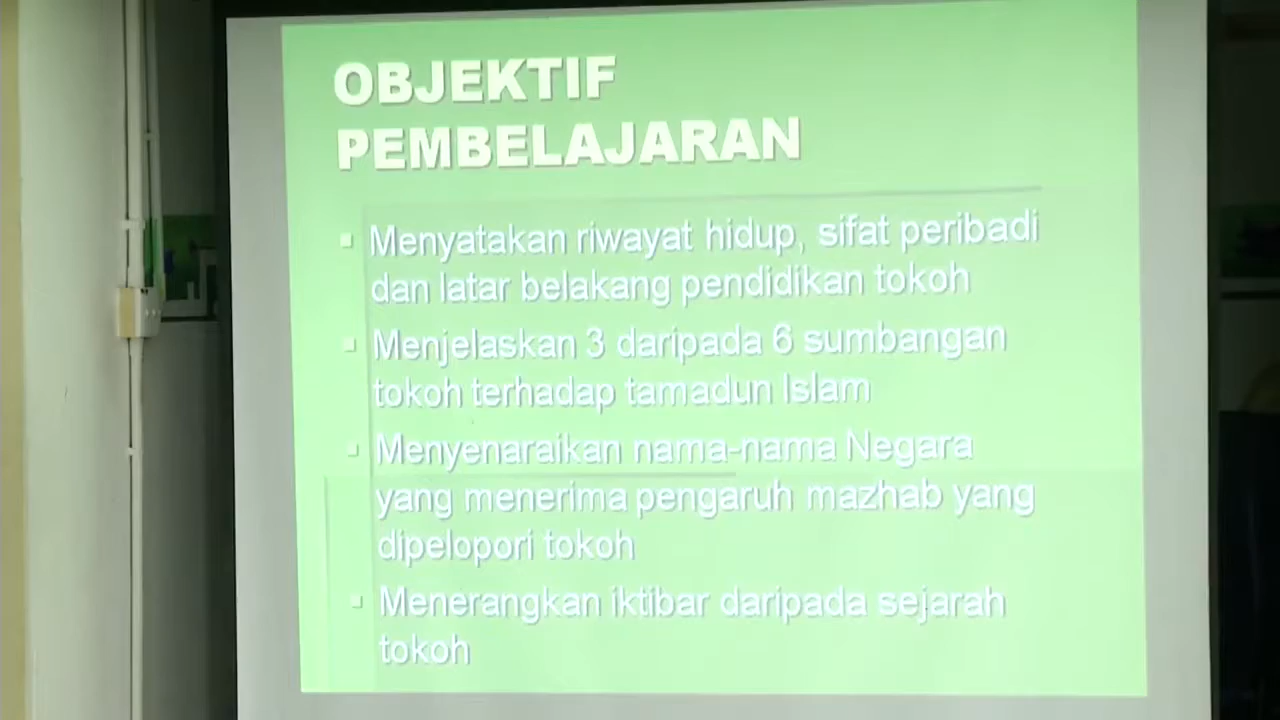 OBJEKTIF
PEMBELAJARAN
Menyatakan riwayat hidup, sifat peribadi
dan latar belakang pendidikan tokoh
Menjelaskan 3 daripada 6 sumbangan
tokoh terhadap tamadun Islam
Menyenaraikan nama-nama Negara
yang menerima pengaruh mazhab yang
dipelopori tokoh
Menerangkan iktibar daripada sejarah
tokoh